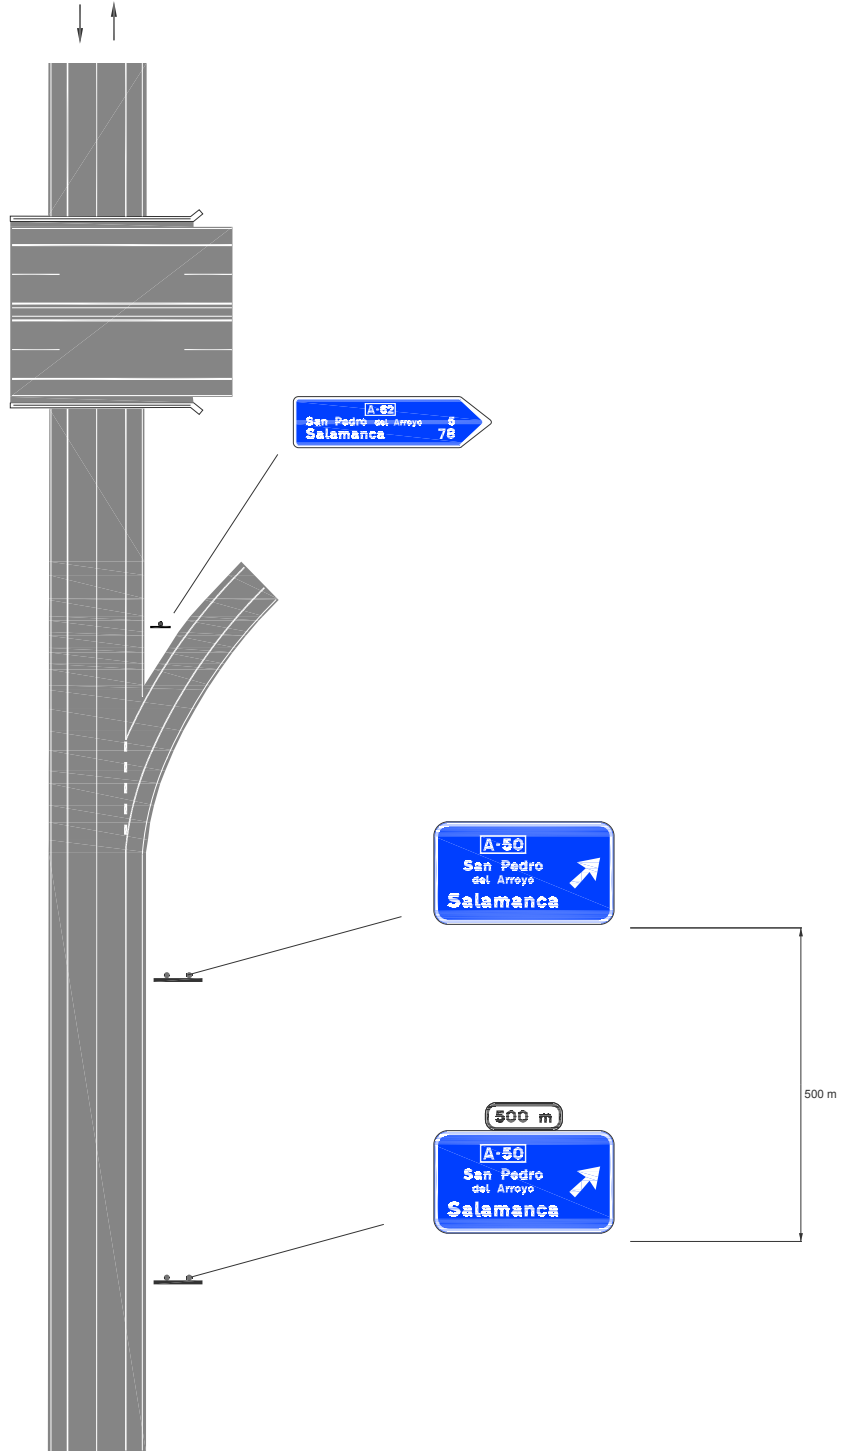 A-62
San Pedro del Arroyo 6
Salamanca 78
A-50
San Pedro
del Arroyo
Salamanca
500 m
500 m
A-50
San Pedro
del Arroyo
Salamanca